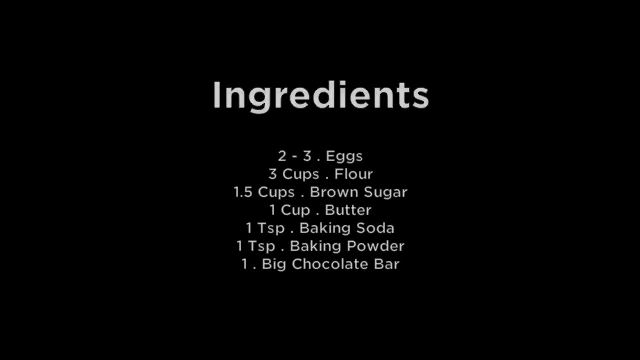 Ingredients
2 - 3 . Eggs
3 Cups . Flour
1.5 Cups . Brown Sugar
1 Cup . Butter
1 Tsp . Baking Soda
1 Tsp . Baking Powder
1 . Big Chocolate Bar